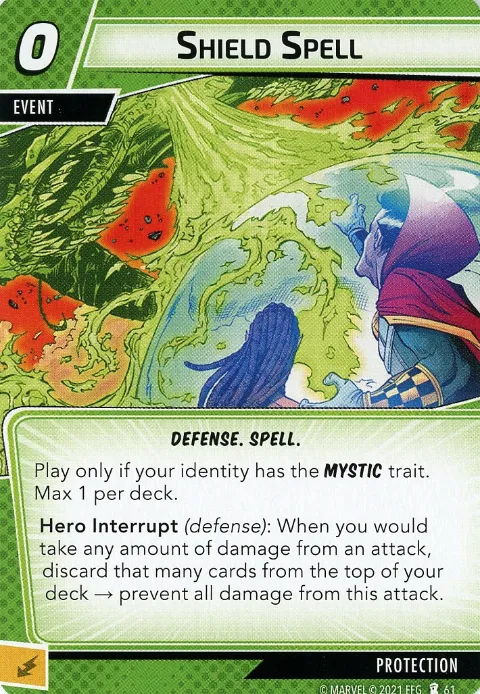 0
SHIELD SPELL
EVENT
DEFENSE. SPELL.
Play only if your identity has the MYSTIC trait.
Max 1 per deck.
Hero Interrupt (defense): When you would
take any amount of damage from an attack,
discard that many cards from the top of your
deck → prevent all damage from this attack.
PROTECTION
© MARVEL © 2021 FFG 61